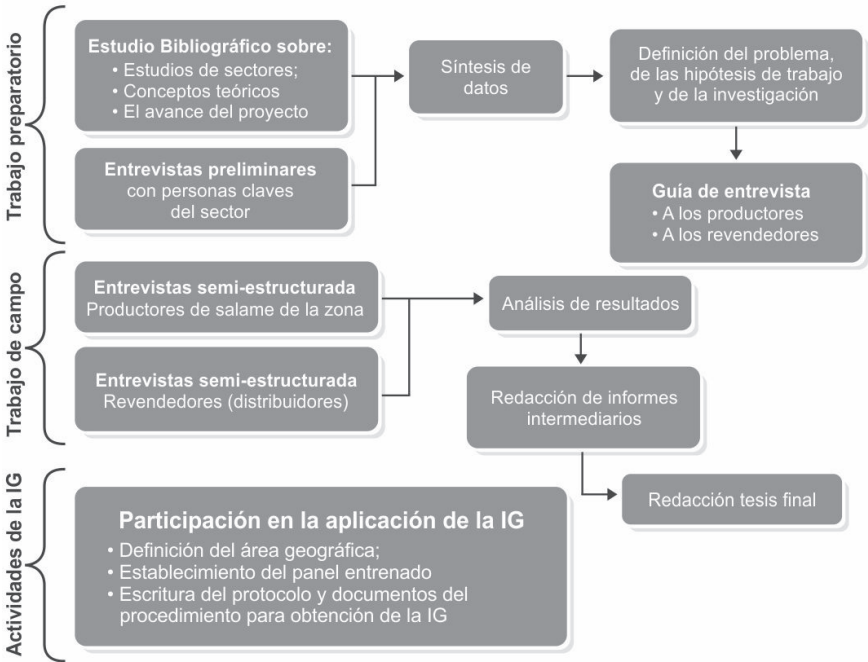 Trabajo preparatorio
Estudio Bibliográfico sobre:
• Estudios de sectores;
• Conceptos teóricos
• El avance del proyecto
Entrevistas preliminares
con personas claves
del sector
Síntesis de
datos
Definición del problema,
de las hipótesis de trabajo
y de la investigación
Guía de entrevista
• A los productores
• A los revendedores
Trabajo de campo
Entrevistas semi-estructurada
Productores de salame de la zona
Entrevistas semi-estructurada
Revendedores (distribuidores)
Análisis de resultados
Redacción de informes
intermediarios
Redacción tesis final
Actividades de la IG
Participación en la aplicación de la IG
• Definición del área geográfica;
• Establecimiento del panel entrenado
• Escritura del protocolo y documentos del
procedimiento para obtención de la IG